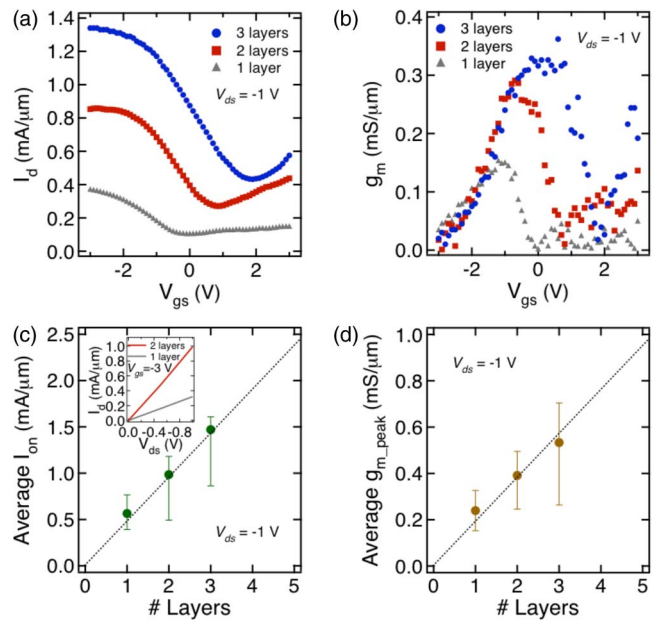 (a)
1.4
1.2
1.0
0.8
0.6
0.4
0.2
0.0
I_d (mA/μm)
3 layers
2 layers
1 layer
V_ds = -1 V
-2 0 2
V_gs (V)
(b)
0.4
0.3
0.2
0.1
0.0
g_m (mS/μm)
3 layers
2 layers
1 layer
V_ds = -1 V
-2 0 2
V_gs (V)
(c)
2.5
2.0
1.5
1.0
0.5
0.0
Average I_on (mA/μm)
2 layers
1 layer
V_gs=-3 V
1.0
0.8
0.6
0.4
0.2
0.0
I_d (mA/μm)
0.0 -0.4 -0.8
V_ds (V)
V_ds = -1 V
0 1 2 3 4 5
# Layers
(d)
1.0
0.8
0.6
0.4
0.2
0.0
Average g_m_peak (mS/μm)
V_ds = -1 V
0 1 2 3 4 5
# Layers